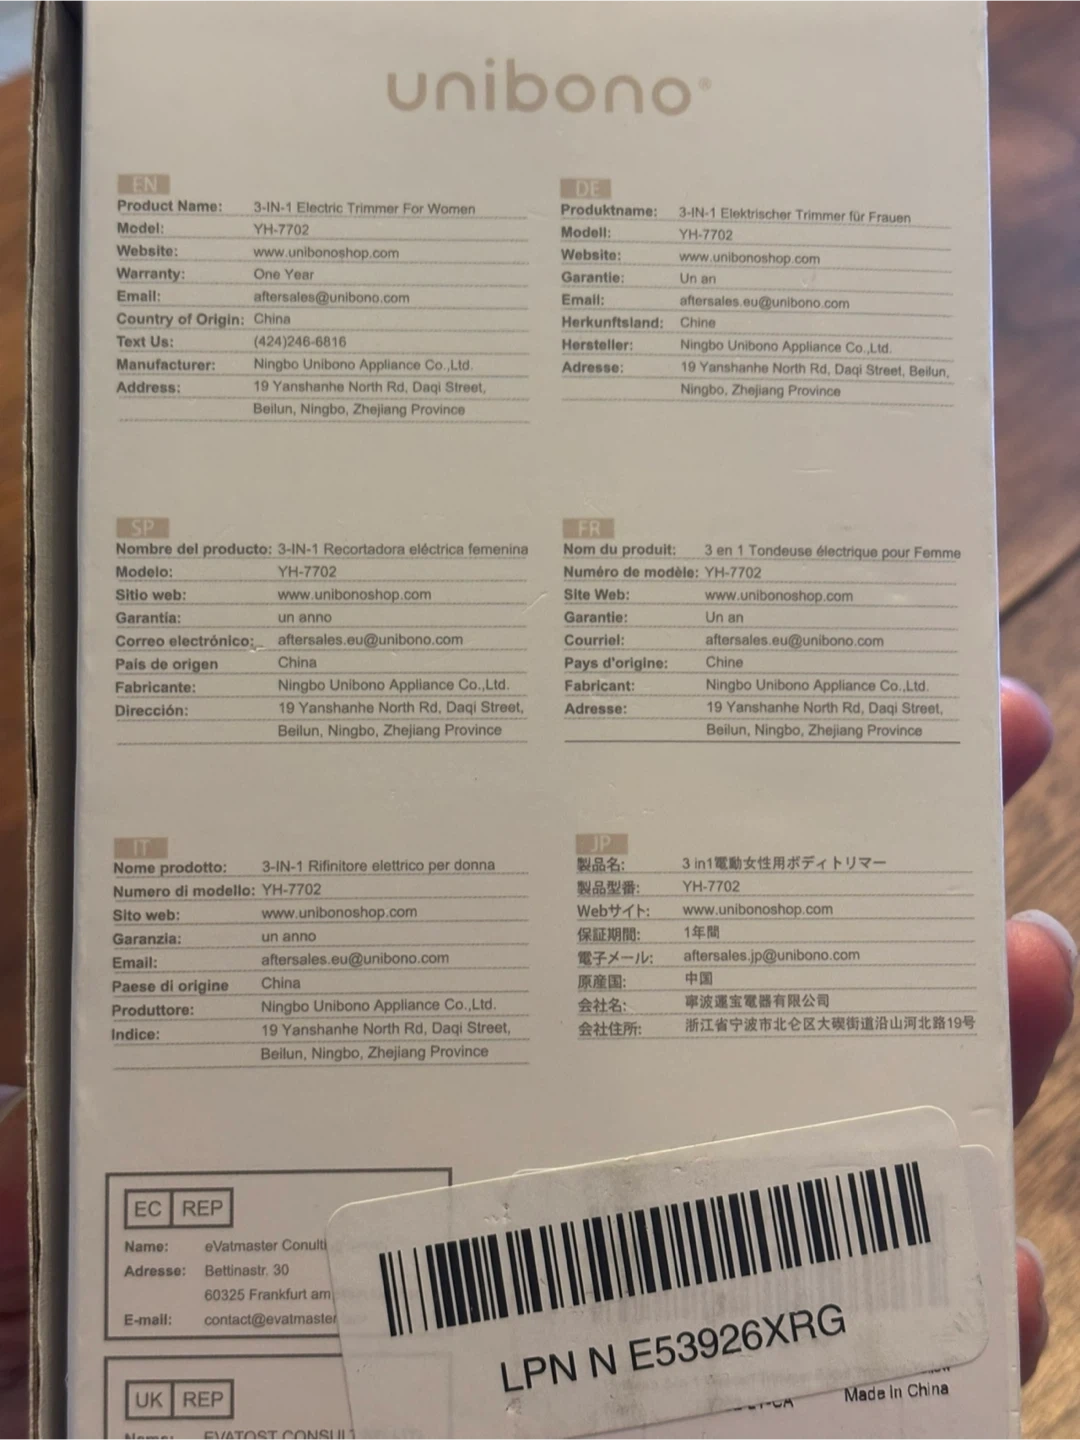 unibono®
EN
Product Name: 3-IN-1 Electric Trimmer For Women
Model: YH-7702
Website: www.unibonoshop.com
Warranty: One Year
Email: aftersales@unibono.com
Country of Origin: China
Text Us: (424)246-6816
Manufacturer: Ningbo Unibono Appliance Co.,Ltd.
Address: 19 Yanshanhe North Rd, Daqi Street,
Beilun, Ningbo, Zhejiang Province
DE
Produktname: 3-IN-1 Elektrischer Trimmer für Frauen
Modell: YH-7702
Website: www.unibonoshop.com
Garantie: Un an
Email: aftersales.eu@unibono.com
Herkunftsland: Chine
Hersteller: Ningbo Unibono Appliance Co.,Ltd.
Adresse: 19 Yanshanhe North Rd, Daqi Street, Beilun,
Ningbo, Zhejiang Province
SP
Nombre del producto: 3-IN-1 Recortadora eléctrica femenina
Modelo: YH-7702
Sitio web: www.unibonoshop.com
Garantía: un anno
Correo electrónico: aftersales.eu@unibono.com
País de origen China
Fabricante: Ningbo Unibono Appliance Co.,Ltd.
Dirección: 19 Yanshanhe North Rd, Daqi Street,
Beilun, Ningbo, Zhejiang Province
FR
Nom du produit: 3 en 1 Tondeuse électrique pour Femme
Numéro de modèle: YH-7702
Site Web: www.unibonoshop.com
Garantie: Un an
Courriel: aftersales.eu@unibono.com
Pays d'origine: Chine
Fabricant: Ningbo Unibono Appliance Co.,Ltd.
Adresse: 19 Yanshanhe North Rd, Daqi Street,
Beilun, Ningbo, Zhejiang Province
IT
Nome prodotto: 3-IN-1 Rifinitore elettrico per donna
Numero di modello: YH-7702
Sito web: www.unibonoshop.com
Garanzia: un anno
Email: aftersales.eu@unibono.com
Paese di origine China
Produttore: Ningbo Unibono Appliance Co.,Ltd.
Indice: 19 Yanshanhe North Rd, Daqi Street,
Beilun, Ningbo, Zhejiang Province
JP
製品名: 3 in1電動女性用ボディトリマー
製品型番: YH-7702
Webサイト: www.unibonoshop.com
保証期間: 1年間
電子メール: aftersales.jp@unibono.com
原産国: 中国
会社名: 寧波運宝電器有限公司
会社住所: 浙江省宁波市北仑区大碶街道沿山河北路19号
EC REP
Name: eVatmaster Conulti
Adresse: Bettinastr. 30
60325 Frankfurt am
E-mail: contact@evatmaster
UK REP
Name: EVATOST CONSUL
LPN N E53926XRG
Made in China